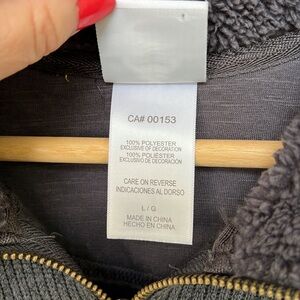 CA# 00153
100% POLYESTER
EXCLUSIVE OF DECORATION
100% POLIÉSTER
EXCLUSIVO DE DECORACIÓN
CARE ON REVERSE
INDICACIONES AL DORSO
L / G
MADE IN CHINA
HECHO EN CHINA